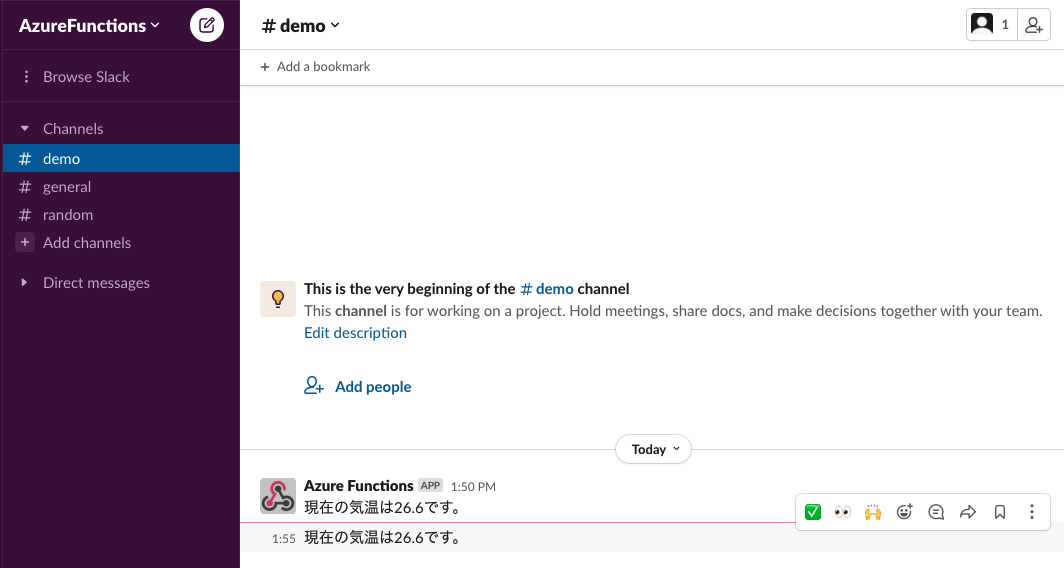 AzureFunctions
Browse Slack
Channels
# demo
# general
# random
+ Add channels
Direct messages
# demo
1
+ Add a bookmark
This is the very beginning of the # demo channel
This channel is for working on a project. Hold meetings, share docs, and make decisions together with your team.
Edit description
Add people
Today
Azure Functions APP 1:50 PM
現在の気温は26.6です。
1:55 現在の気温は26.6です。